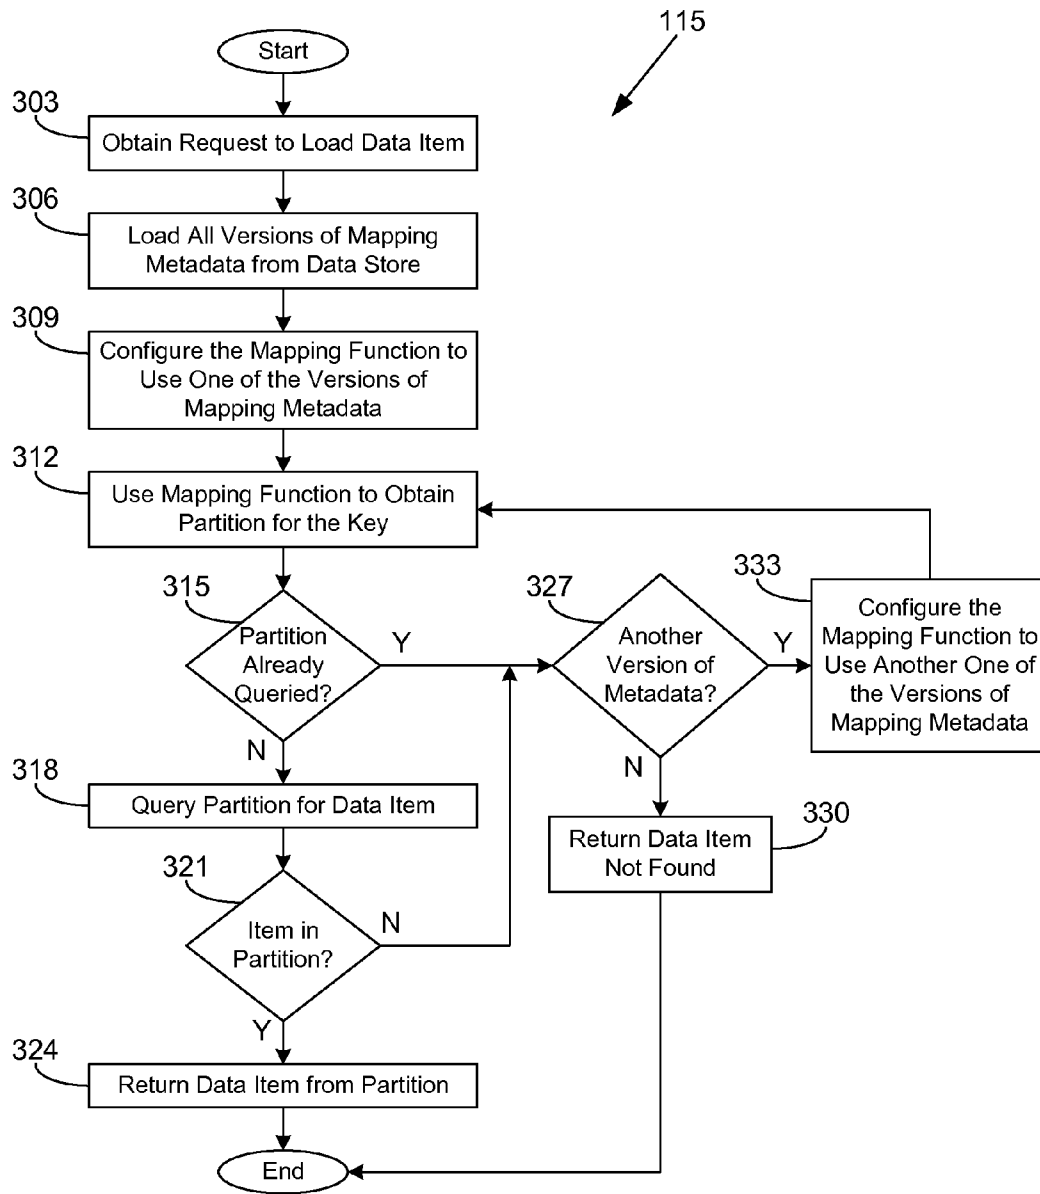 115
Start
303
Obtain Request to Load Data Item
306
Load All Versions of Mapping
Metadata from Data Store
309
Configure the Mapping Function to
Use One of the Versions of
Mapping Metadata
312
Use Mapping Function to Obtain
Partition for the Key
315
Partition
Already
Queried?
Y
N
327
Another
Version of
Metadata?
Y
N
333
Configure the
Mapping Function to
Use Another One of
the Versions of
Mapping Metadata
318
Query Partition for Data Item
330
Return Data Item
Not Found
321
Item in
Partition?
N
Y
324
Return Data Item from Partition
End